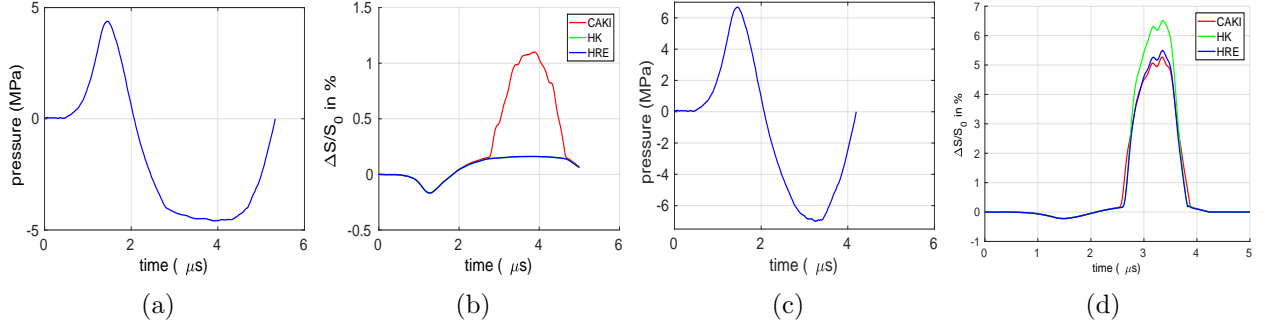 5
0
-5
pressure (MPa)
0 2 4 6
time ( μs)
(a)
1.5
1.0
0.5
0
-0.5
ΔS/S0 in %
CAKI
HK
HRE
0 2 4 6
time ( μs)
(b)
6
4
2
0
-2
-4
-6
pressure (MPa)
0 2 4 6
time ( μs)
(c)
7
6
5
4
3
2
1
0
-1
ΔS/S0 in %
CAKI
HK
HRE
0 1 2 3 4 5
time ( μs)
(d)